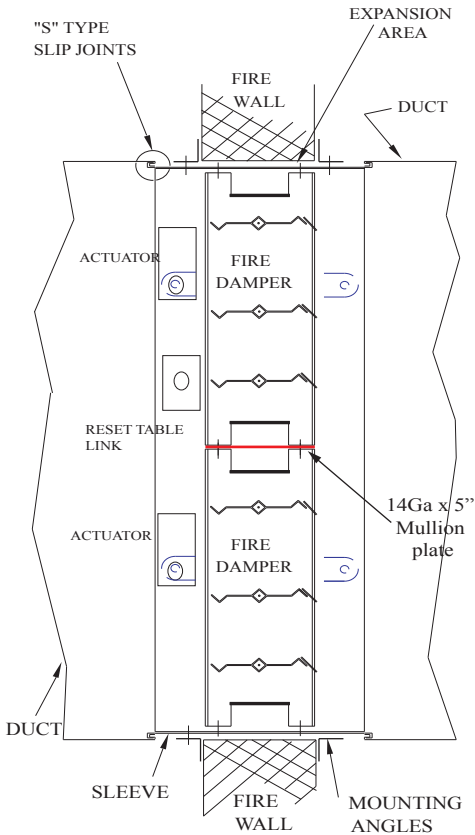 "S" TYPE
SLIP JOINTS
EXPANSION
AREA
FIRE
WALL
DUCT
ACTUATOR
FIRE
DAMPER
RESET TABLE
LINK
14Ga x 5”
Mullion
plate
ACTUATOR
FIRE
DAMPER
DUCT
SLEEVE
FIRE
WALL
MOUNTING
ANGLES